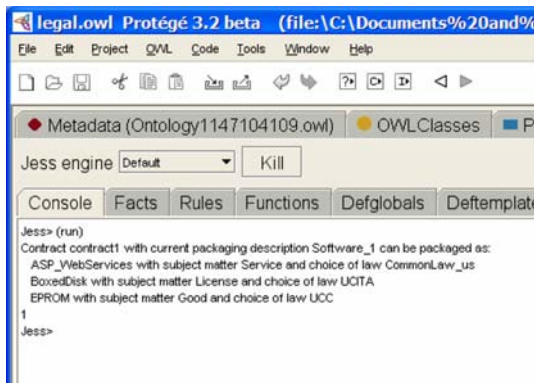 legal.owl Protégé 3.2 beta (file:\C:\Documents%20and%
File Edit Project OWL Code Tools Window Help
Metadata (Ontology1147104109.owl) OWLClasses P
Jess engine Default Kill
Console Facts Rules Functions Defglobals Deftemplate
Jess> (run)
Contract contract1 with current packaging description Software_1 can be packaged as:
ASP_WebServices with subject matter Service and choice of law CommonLaw_us
BoxedDisk with subject matter License and choice of law UCITA
EPROM with subject matter Good and choice of law UCC
1
Jess>